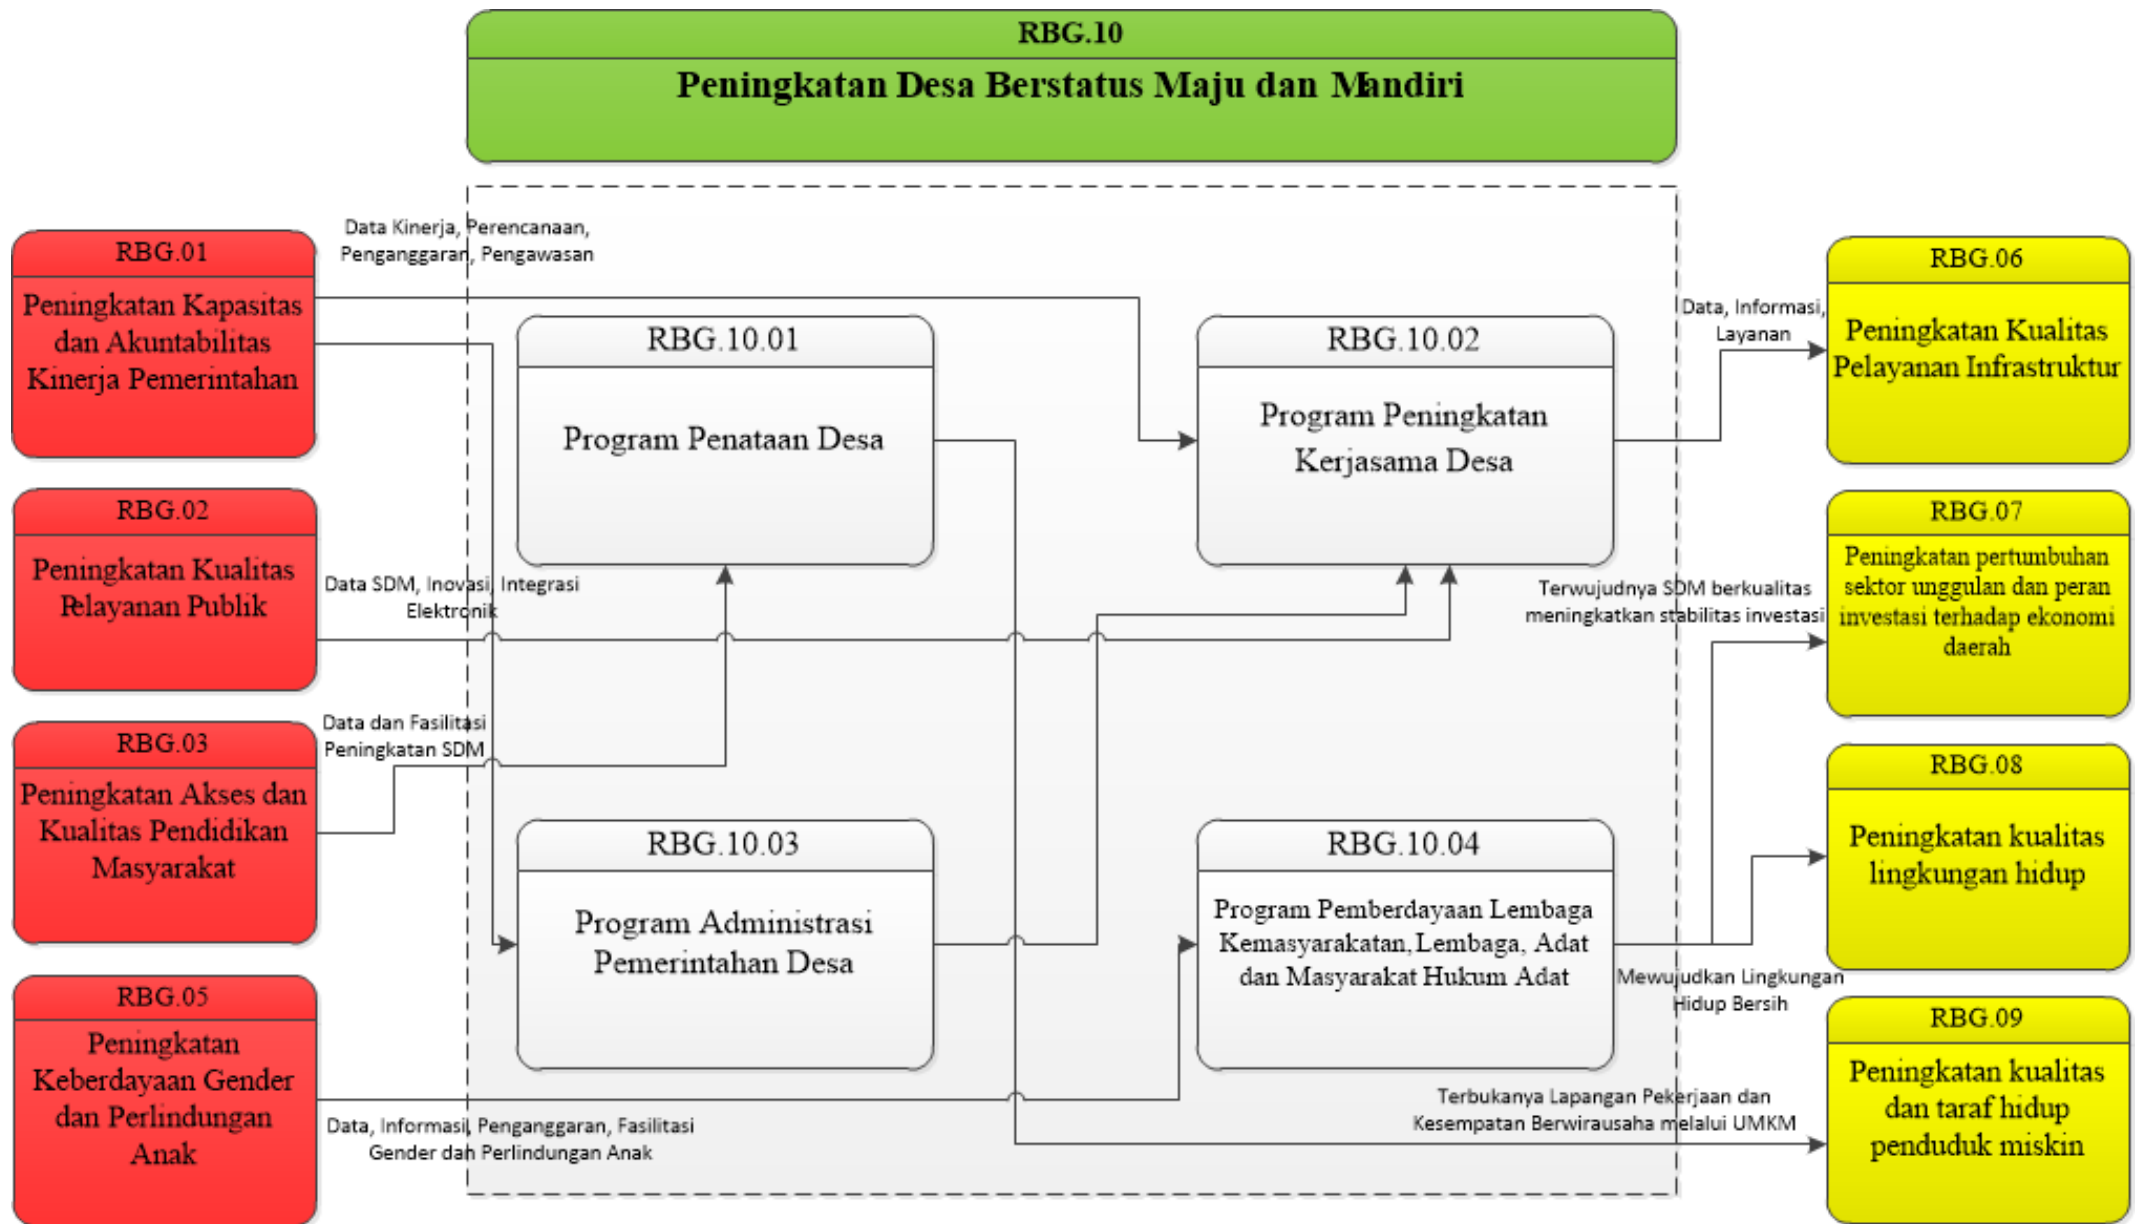 RBG.10
Peningkatan Desa Berstatus Maju dan Mandiri
Data Kinerja, Perencanaan,
Penganggaran, Pengawasan
RBG.01
Peningkatan Kapasitas
dan Akuntabilitas
Kinerja Pemerintahan
RBG.02
Peningkatan Kualitas
Pelayanan Publik
Data SDM, Inovasi, Integrasi
Elektronik
RBG.03
Peningkatan Akses dan
Kualitas Pendidikan
Masyarakat
Data dan Fasilitasi
Peningkatan SDM
RBG.05
Peningkatan
Keberdayaan Gender
dan Perlindungan
Anak
Data, Informasi, Penganggaran, Fasilitasi
Gender dan Perlindungan Anak
RBG.10.01
Program Penataan Desa
RBG.10.02
Program Peningkatan
Kerjasama Desa
RBG.10.03
Program Administrasi
Pemerintahan Desa
RBG.10.04
Program Pemberdayaan Lembaga
Kemasyarakatan, Lembaga, Adat
dan Masyarakat Hukum Adat
Data, Informasi,
Layanan
RBG.06
Peningkatan Kualitas
Pelayanan Infrastruktur
Terwujudnya SDM berkualitas
meningkatkan stabilitas investasi
RBG.07
Peningkatan pertumbuhan
sektor unggulan dan peran
investasi terhadap ekonomi
daerah
RBG.08
Peningkatan kualitas
lingkungan hidup
Mewujudkan Lingkungan
Hidup Bersih
RBG.09
Peningkatan kualitas
dan taraf hidup
penduduk miskin
Terbukanya Lapangan Pekerjaan dan
Kesempatan Berwirausaha melalui UMKM